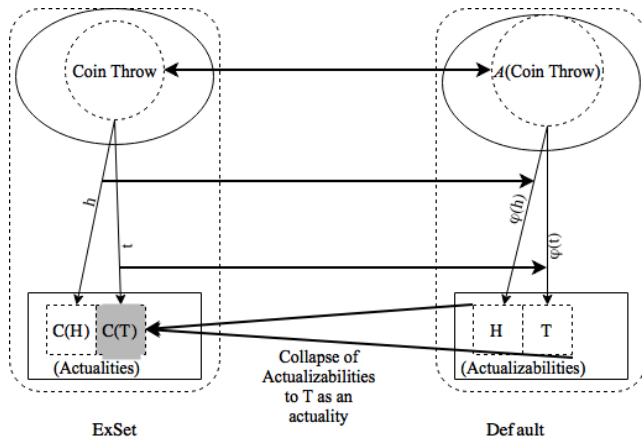 Coin Throw
A(Coin Throw)
h
t
φ(h)
φ(t)
C(H)
C(T)
(Actualities)
H
T
(Actualizabilities)
Collapse of
Actualizabilities
to T as an
actuality
ExSet
Default